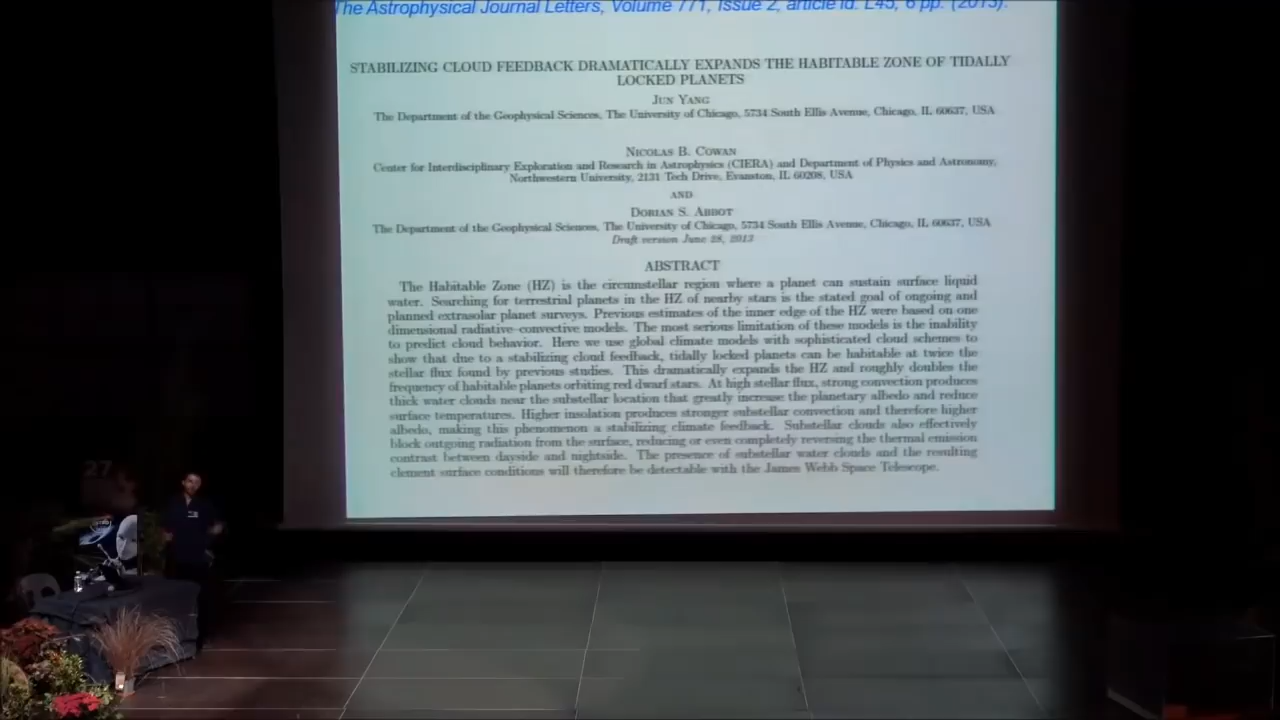 The Astrophysical Journal Letters, Volume 771, Issue 2, article id. L45, 6 pp. (2013).
STABILIZING CLOUD FEEDBACK DRAMATICALLY EXPANDS THE HABITABLE ZONE OF TIDALLY
LOCKED PLANETS
JUN YANG
The Department of the Geophysical Sciences, The University of Chicago, 5734 South Ellis Avenue, Chicago, IL 60637, USA
NICOLAS B. COWAN
Center for Interdisciplinary Exploration and Research in Astrophysics (CIERA) and Department of Physics and Astronomy,
Northwestern University, 2131 Tech Drive, Evanston, IL 60208, USA
AND
DORIAN S. ABBOT
The Department of the Geophysical Sciences, The University of Chicago, 5734 South Ellis Avenue, Chicago, IL 60637, USA
Draft version June 28, 2013
ABSTRACT
The Habitable Zone (HZ) is the circumstellar region where a planet can sustain surface liquid
water. Searching for terrestrial planets in the HZ of nearby stars is the stated goal of ongoing and
planned extrasolar planet surveys. Previous estimates of the inner edge of the HZ were based on one
dimensional radiative–convective models. The most serious limitation of these models is the inability
to predict cloud behavior. Here we use global climate models with sophisticated cloud schemes to
show that due to a stabilizing cloud feedback, tidally locked planets can be habitable at twice the
stellar flux found by previous studies. This dramatically expands the HZ and roughly doubles the
frequency of habitable planets orbiting red dwarf stars. At high stellar flux, strong convection produces
thick water clouds near the substellar location that greatly increase the planetary albedo and reduce
surface temperatures. Higher insolation produces stronger substellar convection and therefore higher
albedo, making this phenomenon a stabilizing climate feedback. Substellar clouds also effectively
block outgoing radiation from the surface, reducing or even completely reversing the thermal emission
contrast between dayside and nightside. The presence of substellar water clouds and the resulting
clement surface conditions will therefore be detectable with the James Webb Space Telescope.
27